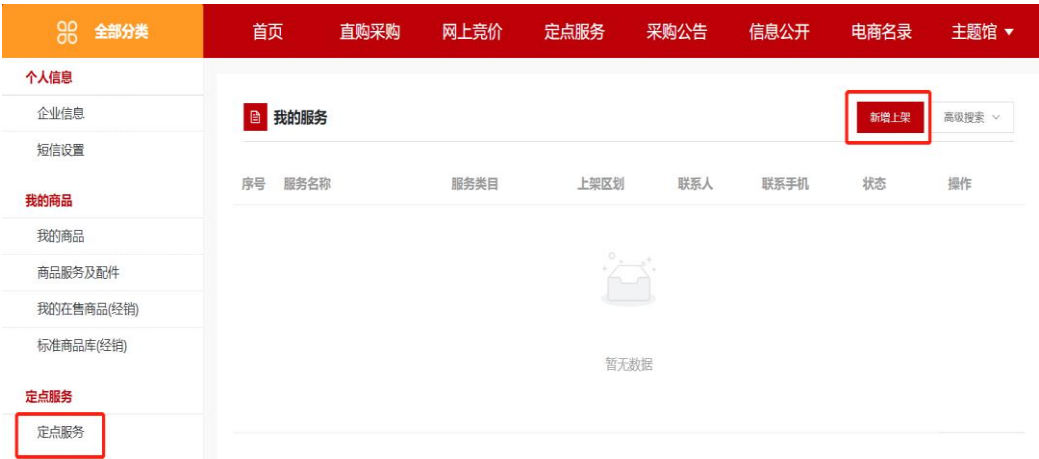 全部分类 首页 直购采购 网上竞价 定点服务 采购公告 信息公开 电商名录 主题馆
个人信息
企业信息
短信设置
我的商品
我的商品
商品服务及配件
我的在售商品(经销)
标准商品库(经销)
定点服务
定点服务
我的服务 新增上架 高级搜索
序号 服务名称 服务类目 上架区划 联系人 联系手机 状态 操作
暂无数据